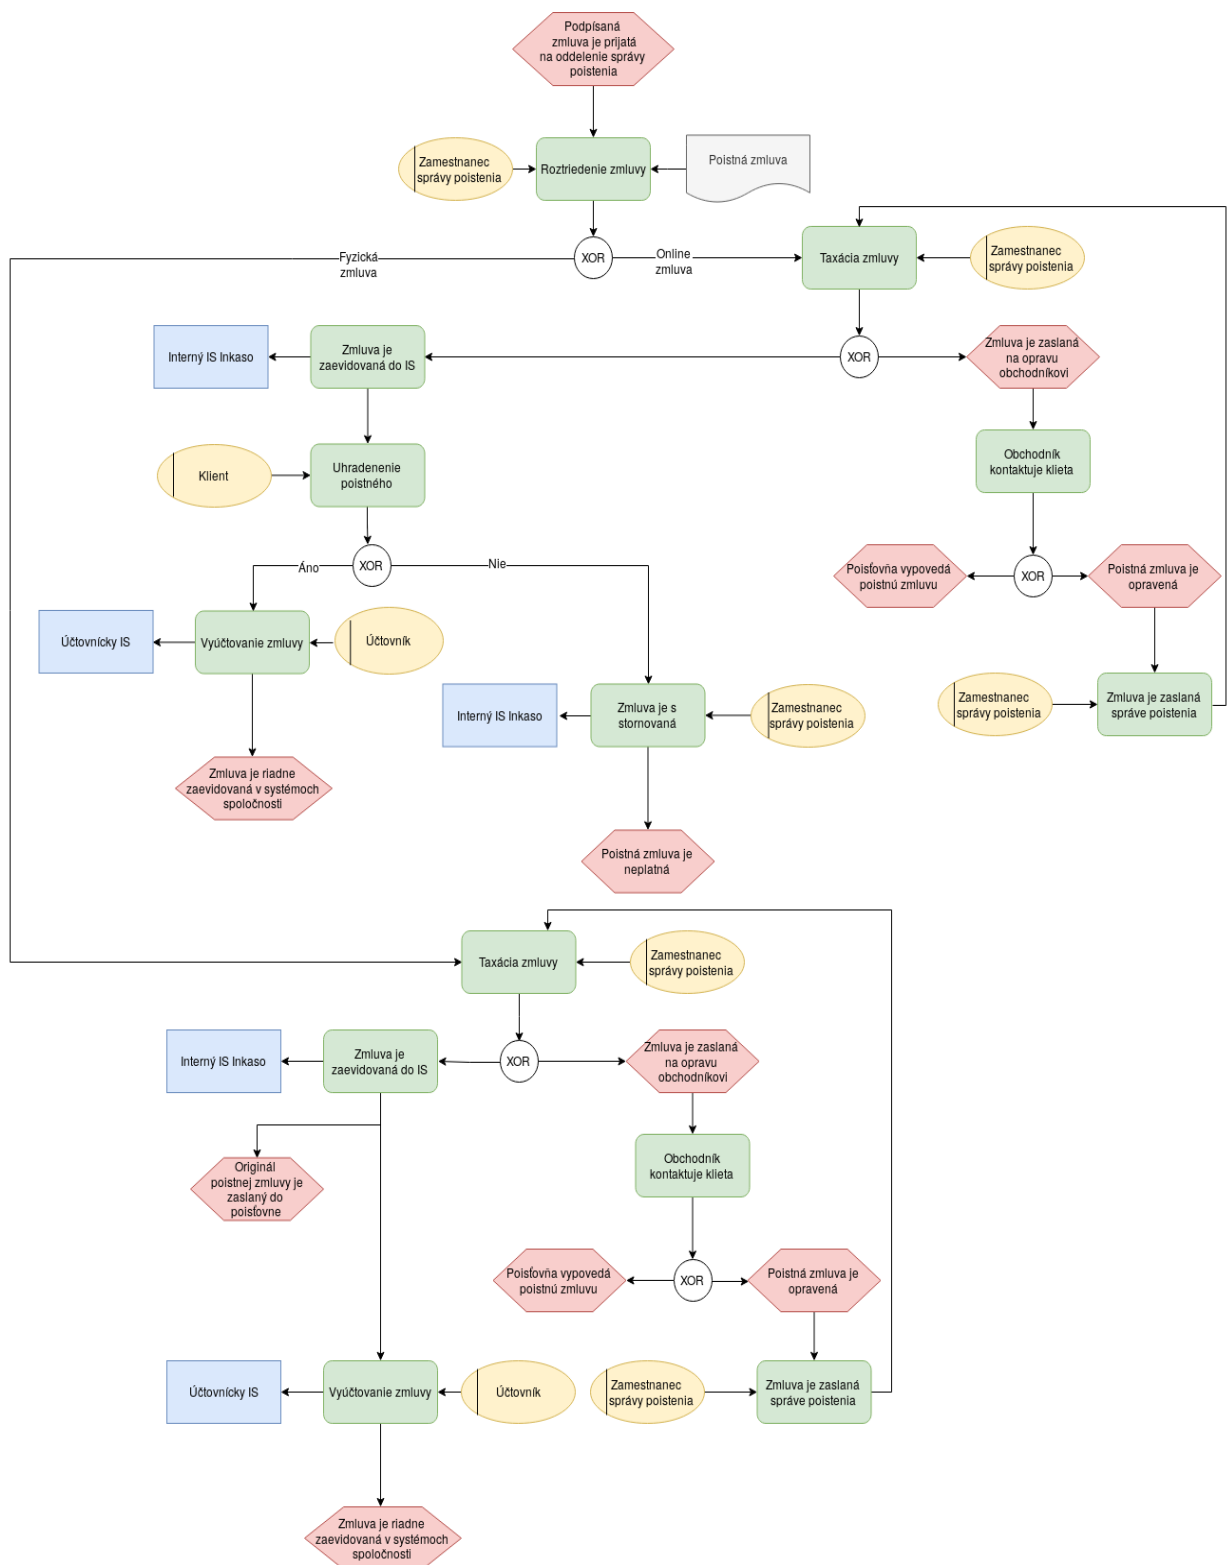 Podpísaná
zmluva je prijatá
na oddelenie správy
poistenia
Zamestnanec
správy poistenia
Roztriedenie zmluvy
Poistná zmluva
Fyzická
zmluva
XOR
Online
zmluva
Taxácia zmluvy
Zamestnanec
správy poistenia
Interný IS Inkaso
Zmluva je
zaevidovaná do IS
XOR
Zmluva je zaslaná
na opravu
obchodníkovi
Klient
Uhradenenie
poistného
Obchodník
kontaktuje klieta
Áno
XOR
Nie
Poisťovňa vypovedá
poistnú zmluvu
XOR
Poistná zmluva je
opravená
Účtovnícky IS
Vyúčtovanie zmluvy
Účtovník
Interný IS Inkaso
Zmluva je s
stornovaná
Zamestnanec
správy poistenia
Zamestnanec
správy poistenia
Zmluva je zaslaná
správe poistenia
Zmluva je riadne
zaevidovaná v systémoch
spoločnosti
Poistná zmluva je
neplatná
Taxácia zmluvy
Zamestnanec
správy poistenia
Interný IS Inkaso
Zmluva je
zaevidovaná do IS
XOR
Zmluva je zaslaná
na opravu
obchodníkovi
Originál
poistnej zmluvy je
zaslaný do
poisťovne
Obchodník
kontaktuje klieta
Poisťovňa vypovedá
poistnú zmluvu
XOR
Poistná zmluva je
opravená
Účtovnícky IS
Vyúčtovanie zmluvy
Účtovník
Zamestnanec
správy poistenia
Zmluva je zaslaná
správe poistenia
Zmluva je riadne
zaevidovaná v systémoch
spoločnosti